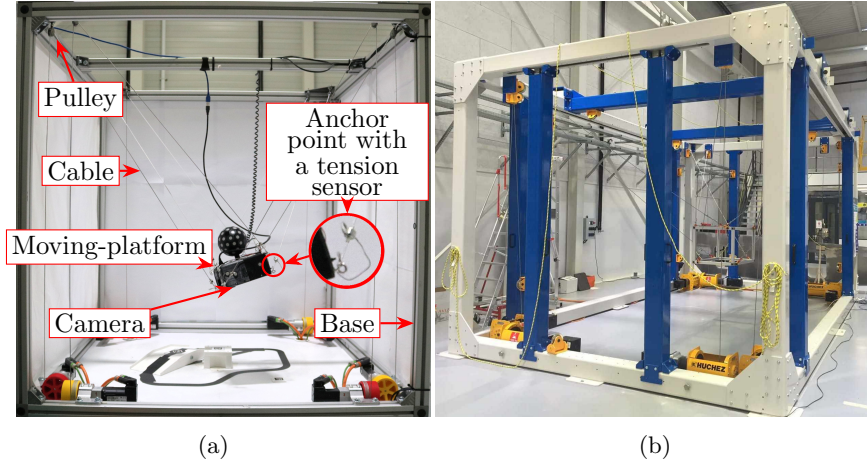 Pulley
Cable
Anchor
point with
a tension
sensor
Moving-platform
Camera
Base
HUCHEZ
(a)
(b)